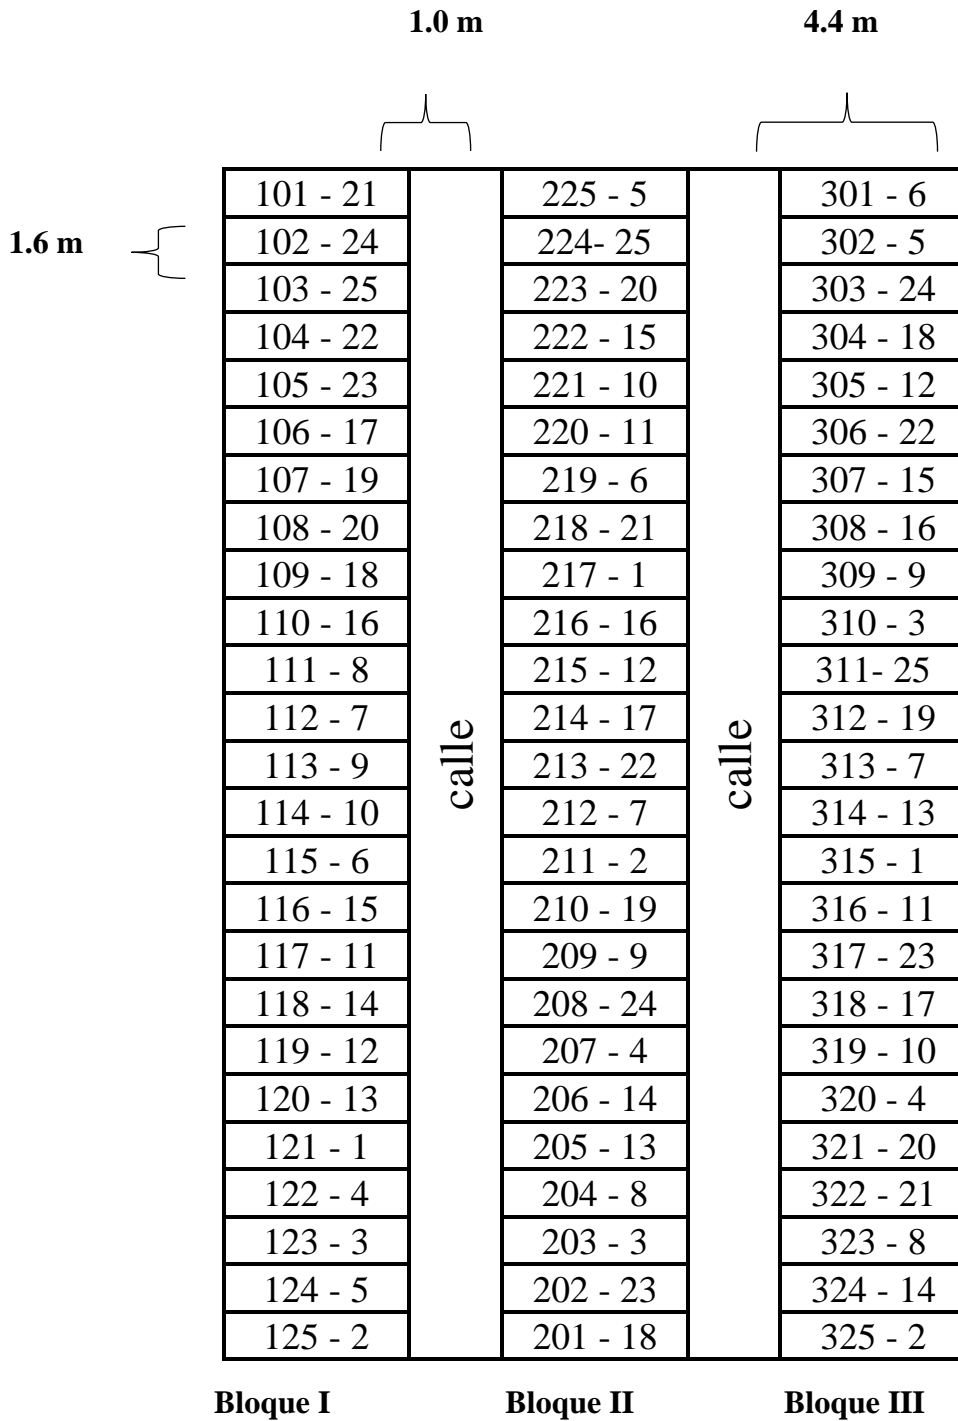 1.0 m 4.4 m
101 - 21 225 - 5 301 - 6
1.6 m 102 - 24 224- 25 302 - 5
103 - 25 223 - 20 303 - 24
104 - 22 222 - 15 304 - 18
105 - 23 221 - 10 305 - 12
106 - 17 220 - 11 306 - 22
107 - 19 219 - 6 307 - 15
108 - 20 218 - 21 308 - 16
109 - 18 217 - 1 309 - 9
110 - 16 216 - 16 310 - 3
111 - 8 215 - 12 311- 25
112 - 7 214 - 17 312 - 19
113 - 9 calle 213 - 22 calle 313 - 7
114 - 10 212 - 7 314 - 13
115 - 6 211 - 2 315 - 1
116 - 15 210 - 19 316 - 11
117 - 11 209 - 9 317 - 23
118 - 14 208 - 24 318 - 17
119 - 12 207 - 4 319 - 10
120 - 13 206 - 14 320 - 4
121 - 1 205 - 13 321 - 20
122 - 4 204 - 8 322 - 21
123 - 3 203 - 3 323 - 8
124 - 5 202 - 23 324 - 14
125 - 2 201 - 18 325 - 2
Bloque I Bloque II Bloque III